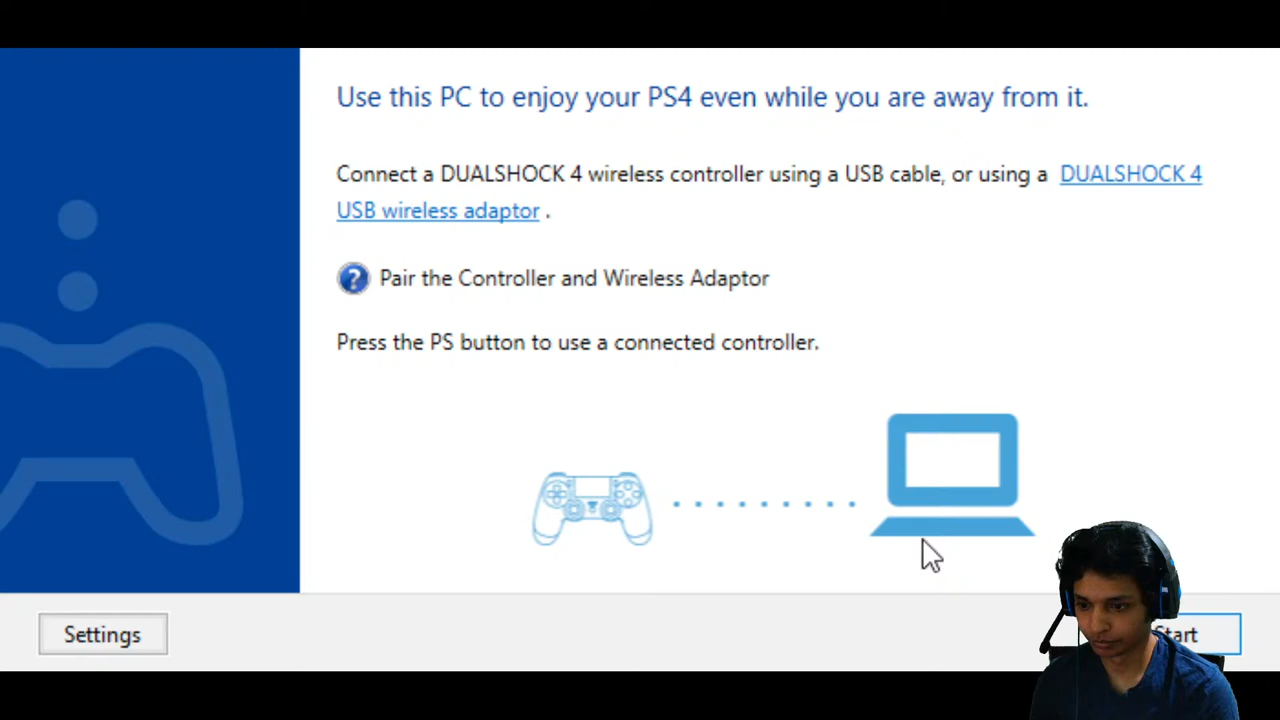 Use this PC to enjoy your PS4 even while you are away from it.
Connect a DUALSHOCK 4 wireless controller using a USB cable, or using a DUALSHOCK 4
USB wireless adaptor .
? Pair the Controller and Wireless Adaptor
Press the PS button to use a connected controller.
Settings
Start